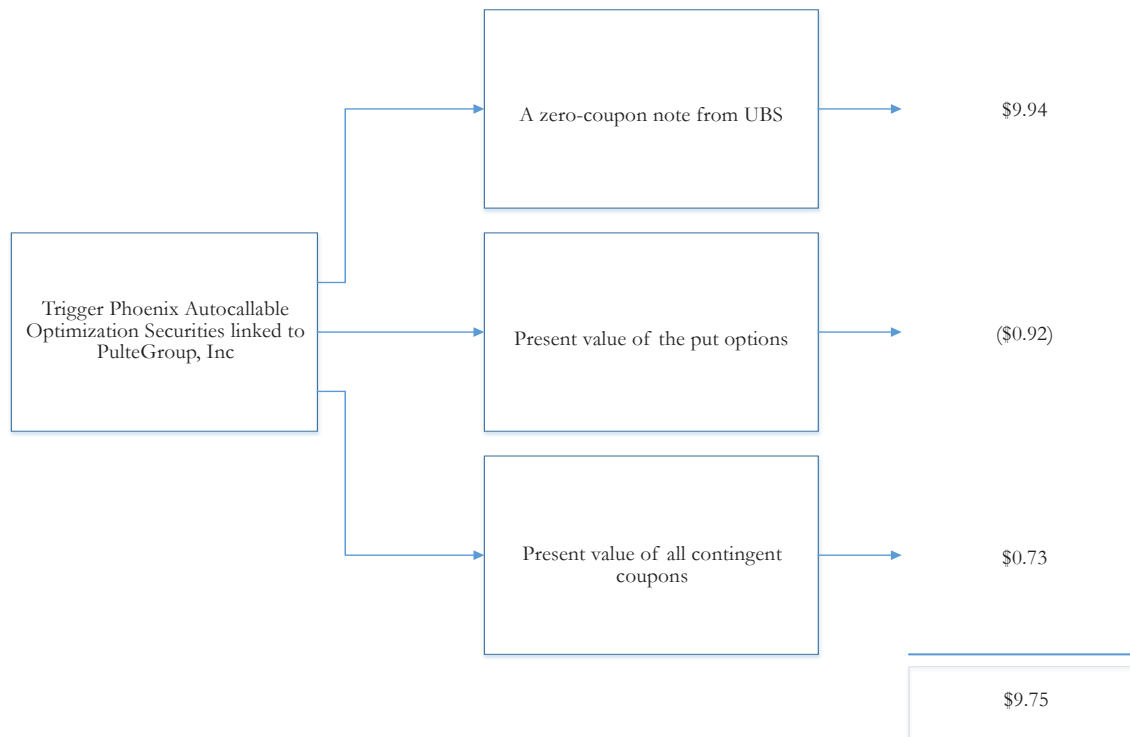 A zero-coupon note from UBS
$9.94
Trigger Phoenix Autocallable
Optimization Securities linked to
PulteGroup, Inc
Present value of the put options
($0.92)
Present value of all contingent
coupons
$0.73
$9.75